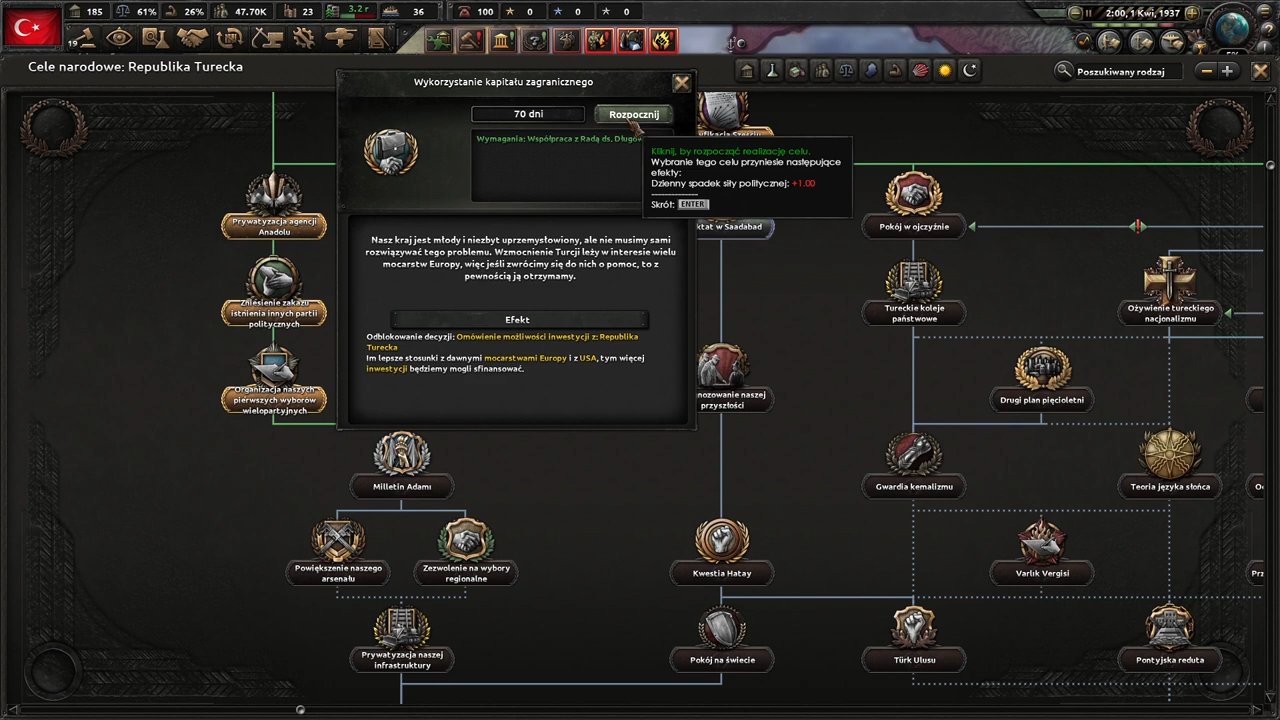 185
61%
26%
47.70K
23
3.2 r
36
100
0
0
0
2:00, 1 Kwi, 1937
19
5%
Cele narodowe: Republika Turecka
Poszukiwany rodzaj
Wykorzystanie kapitału zagranicznego
70 dni
Rozpocznij
Wymagania: Współpraca z Radą ds. Długów
Kliknij, by rozpocząć realizację celu.
Wybranie tego celu przyniesie następujące
efekty:
Dzienny spadek siły politycznej: +1.00
--------------
Skrót: ENTER
Nasz kraj jest młody i niezbyt uprzemysłowiony, ale nie musimy sami
rozwiązywać tego problemu. Wzmocnienie Turcji leży w interesie wielu
mocarstw Europy, więc jeśli zwrócimy się do nich o pomoc, to z
pewnością ją otrzymamy.
Efekt
Odblokowanie decyzji: Omówienie możliwości inwestycji z: Republika
Turecka
Im lepsze stosunki z dawnymi mocarstwami Europy i z USA, tym więcej
inwestycji będziemy mogli sfinansować.
Prywatyzacja agencji
Anadolu
ktat w Saadabad
Pokój w ojczyźnie
Zniesienie zakazu
istnienia innych partii
politycznych
Tureckie koleje
państwowe
Ożywienie tureckiego
nacjonalizmu
Organizacja naszych
pierwszych wyborów
wielopartyjnych
nozowanie naszej
przyszłości
Drugi plan pięcioletni
Milletin Adamı
Gwardia kemalizmu
Teoria języka słońca
Powiększenie naszego
arsenału
Zezwolenie na wybory
regionalne
Kwestia Hatay
Varlık Vergisi
Prywatyzacja naszej
infrastruktury
Pokój na świecie
Türk Ulusu
Pontyjska reduta